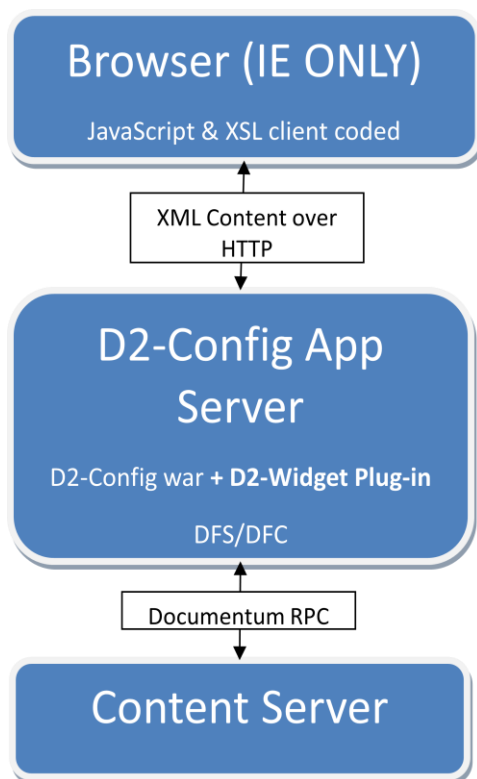 Browser (IE ONLY)
JavaScript & XSL client coded
XML Content over
HTTP
D2-Config App
Server
D2-Config war + D2-Widget Plug-in
DFS/DFC
Documentum RPC
Content Server